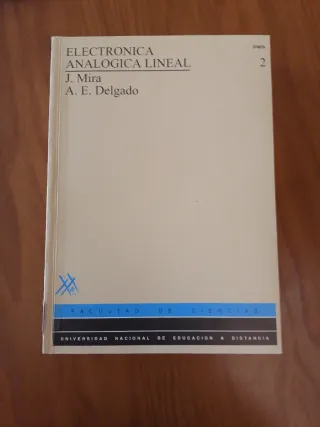 ELECTRONICA
ANALOGICA LINEAL
2
J. Mira
A. E. Delgado
FACULTAD DE CIENCIAS
UNIVERSIDAD NACIONAL DE EDUCACION A DISTANCIA